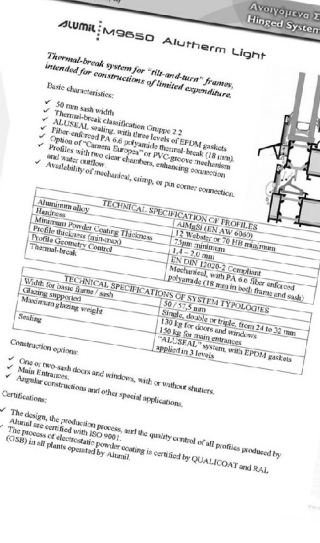 Ανοιγόμενα Σ
Hinged System
ALUMIL M9650 Alutherm Light
Thermal-break system for "tilt-and-turn" frames,
intended for constructions of limited expenditure.
Basic characteristics:
✓ 50 mm sash width
✓ Thermal-break classification Gruppe 2.2
✓ ALUSEAL sealing, with three levels of EPDM gaskets
✓ Fiber-enforced PA 6.6 polyamide thermal-break (18 mm).
✓ Option of "Camera Europea" or PVC-groove mechanism
✓ Profiles with two clear chambers, enhancing connection
and water outflow.
✓ Availability of mechanical, crimp, or pin corner connection.
TECHNICAL SPECIFICATION OF PROFILES
Aluminum alloy AlMgSi (EN AW 6060)
Hardness 12 Webster or 70 HB minimum
Minimum Powder Coating Thickness 75μm minimum
Profile thickness (min-max) 1,4 – 2,0 mm
Profile Geometry Control EN DIN 12020-2 Compliant
Thermal-break Mechanical, with PA 6.6 fiber enforced
polyamide (18 mm in both frame and sash)
TECHNICAL SPECIFICATIONS OF SYSTEM TYPOLOGIES
Width for basic frame / sash 50 / 57,5 mm
Glazing supported Single, double or triple, from 24 to 32 mm
Maximum glazing weight 130 kg for doors and windows
150 kg for main entrances
Sealing "ALUSEAL" system, with EPDM gaskets
applied in 3 levels
Construction options:
✓ One or two-sash doors and windows, with or without shutters.
✓ Main Entrances.
✓ Angular constructions and other special applications.
Certifications:
✓ The design, the production process, and the quality control of all profiles produced by
Alumil are certified with ISO 9001.
✓ The process of electrostatic powder coating is certified by QUALICOAT and RAL
(GSB) in all plants operated by Alumil.